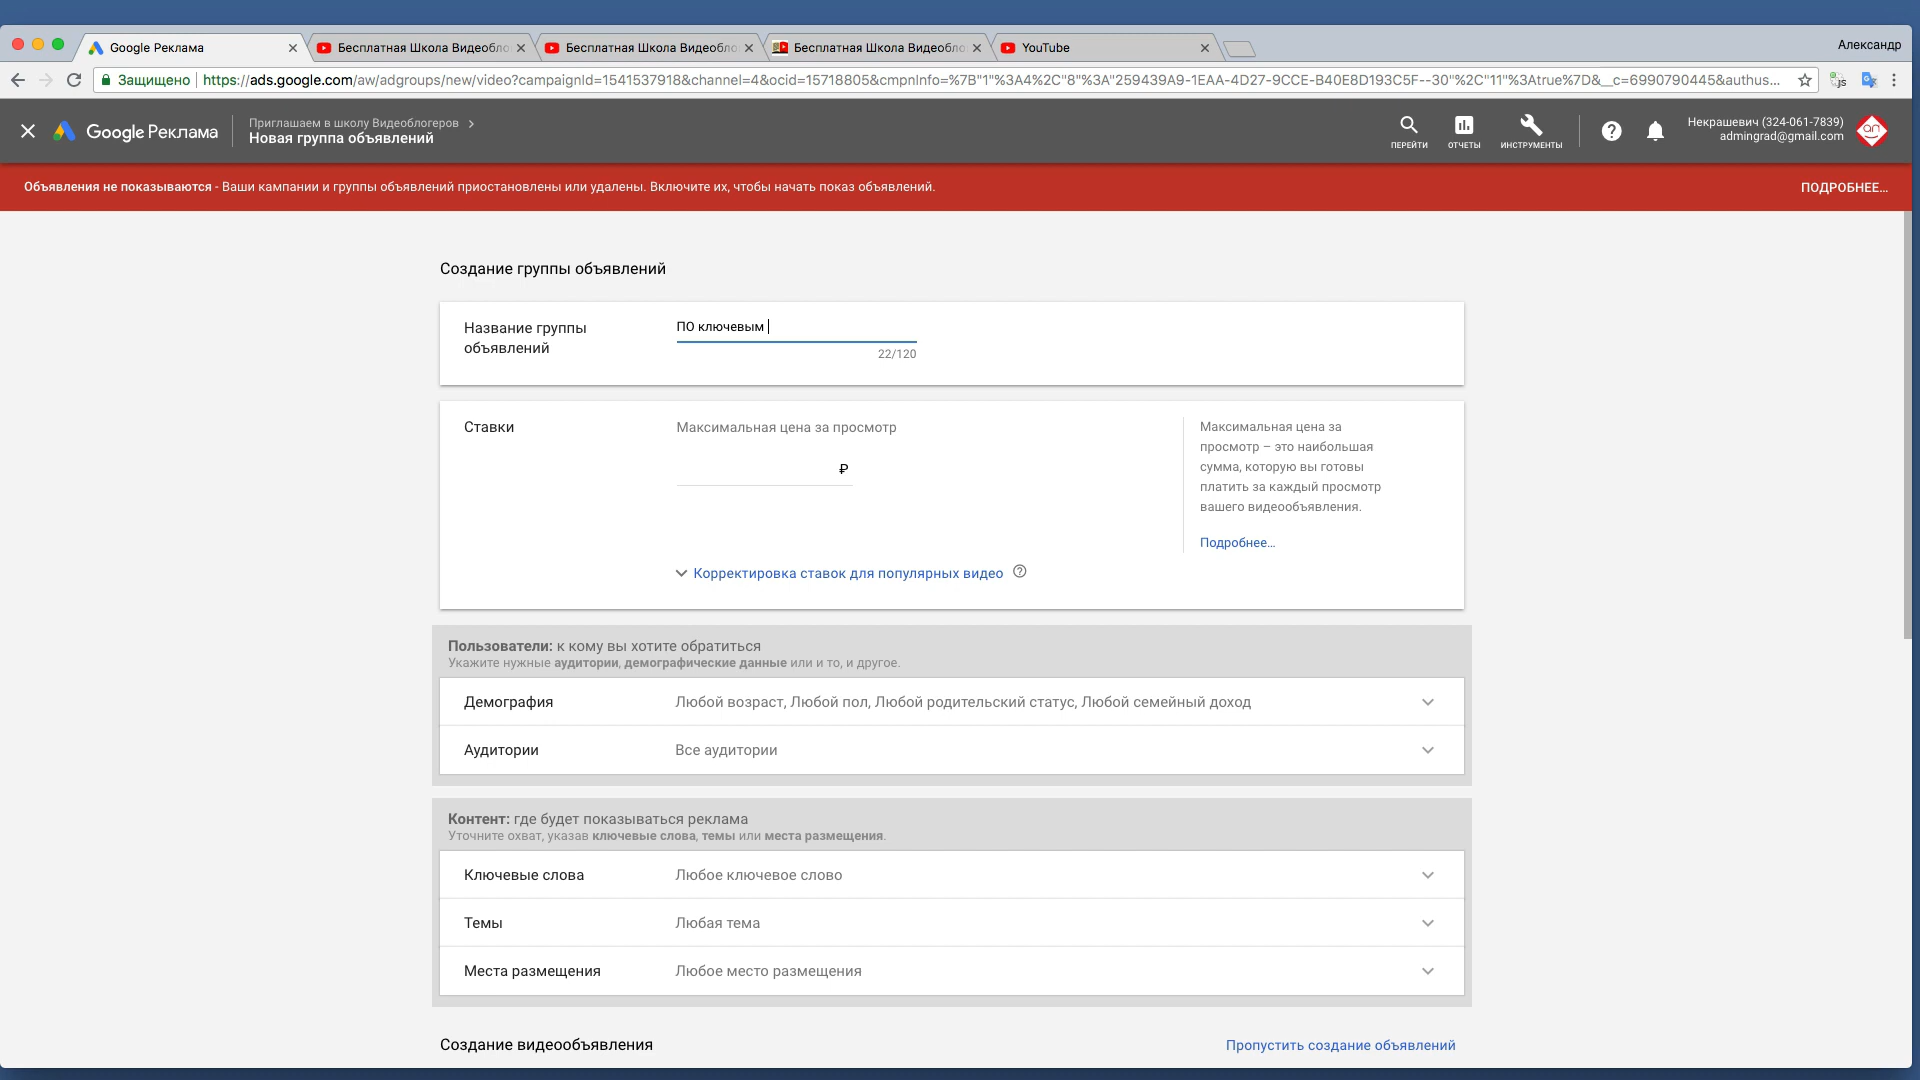 Google Реклама
Бесплатная Школа Видеобло
Бесплатная Школа Видеобло
Бесплатная Школа Видеобло
YouTube
Александр
Защищено
https://ads.google.com/aw/adgroups/new/video?campaignId=1541537918&channel=4&ocid=15718805&cmpnInfo=%7B"1"%3A4%2C"8"%3A"259439A9-1EAA-4D27-9CCE-B40E8D193C5F--30"%2C"11"%3Atrue%7D&__c=6990790445&authus...
Google Реклама
Приглашаем в школу Видеоблогеров
Новая группа объявлений
ПЕРЕЙТИ
ОТЧЕТЫ
ИНСТРУМЕНТЫ
Некрашевич (324-061-7839)
admingrad@gmail.com
Объявления не показываются - Ваши кампании и группы объявлений приостановлены или удалены. Включите их, чтобы начать показ объявлений.
ПОДРОБНЕЕ...
Создание группы объявлений
Название группы
объявлений
ПО ключевым
22/120
Ставки
Максимальная цена за просмотр
₽
Максимальная цена за
просмотр – это наибольшая
сумма, которую вы готовы
платить за каждый просмотр
вашего видеообъявления.
Подробнее...
Корректировка ставок для популярных видео
Пользователи: к кому вы хотите обратиться
Укажите нужные аудитории, демографические данные или и то, и другое.
Демография
Любой возраст, Любой пол, Любой родительский статус, Любой семейный доход
Аудитории
Все аудитории
Контент: где будет показываться реклама
Уточните охват, указав ключевые слова, темы или места размещения.
Ключевые слова
Любое ключевое слово
Темы
Любая тема
Места размещения
Любое место размещения
Создание видеообъявления
Пропустить создание объявлений